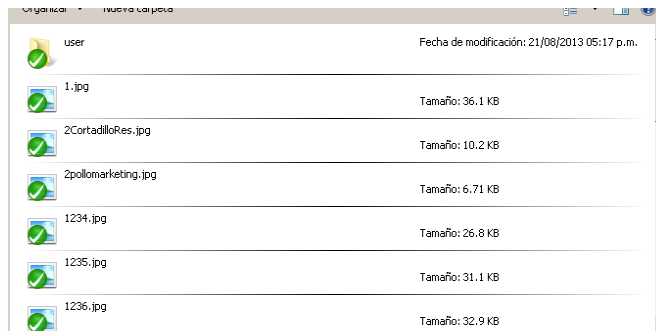 Organizar Nueva carpeta
user Fecha de modificación: 21/08/2013 05:17 p.m.
1.jpg
Tamaño: 36.1 KB
2CortadilloRes.jpg
Tamaño: 10.2 KB
2pollomarketing.jpg
Tamaño: 6.71 KB
1234.jpg
Tamaño: 26.8 KB
1235.jpg
Tamaño: 31.1 KB
1236.jpg
Tamaño: 32.9 KB